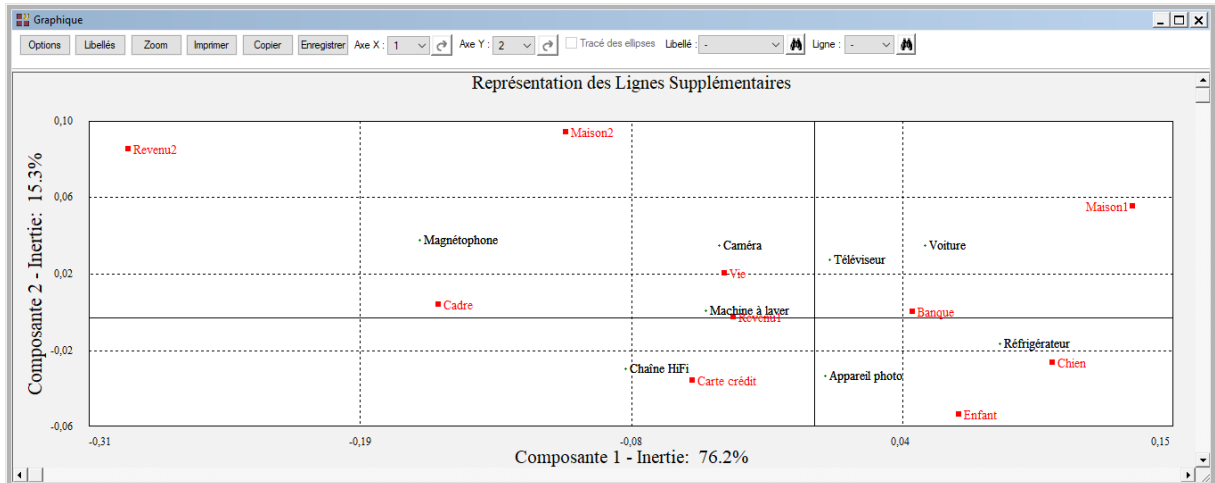 Graphique
Options Libellés Zoom Imprimer Copier Enregistrer Axe X : 1 Axe Y : 2 Tracé des ellipses Libellé : - Ligne : -
Représentation des Lignes Supplémentaires
0,10
Maison2
Revenu2
0,06
Maison1
Magnétophone
Caméra
Voiture
Téléviseur
0,02
Vie
Cadre
Machine à laver
Banque
Revenu1
Réfrigérateur
-0,02
Chien
Chaîne HiFi
Appareil photo
Carte crédit
Enfant
-0,06
-0,31 -0,19 -0,08 0,04 0,15
Composante 2 - Inertie: 15.3%
Composante 1 - Inertie: 76.2%